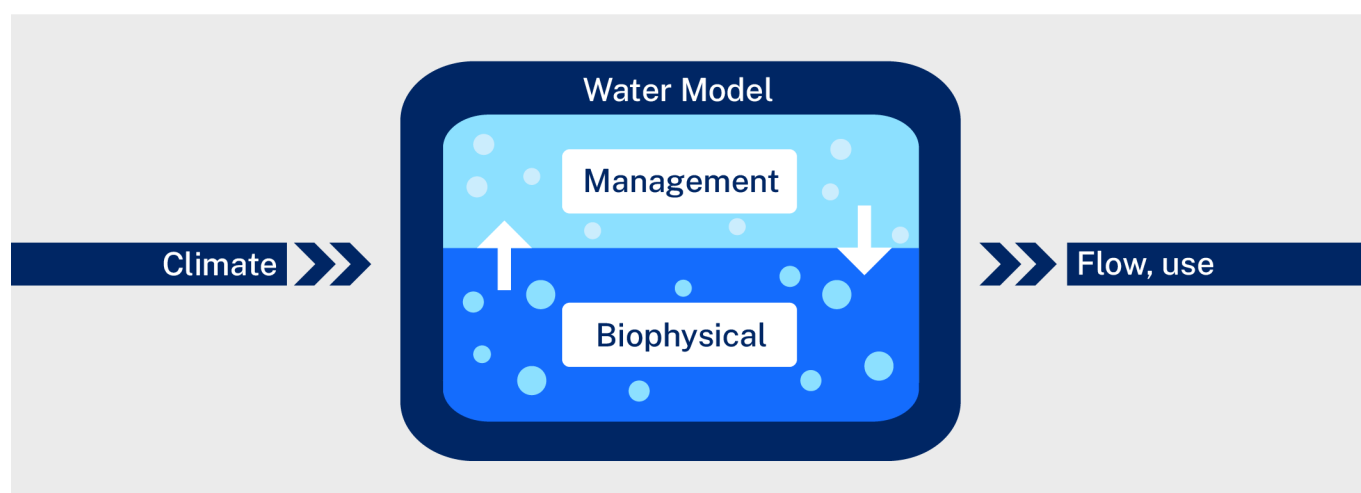 Water Model
Management
Climate
Flow, use
Biophysical